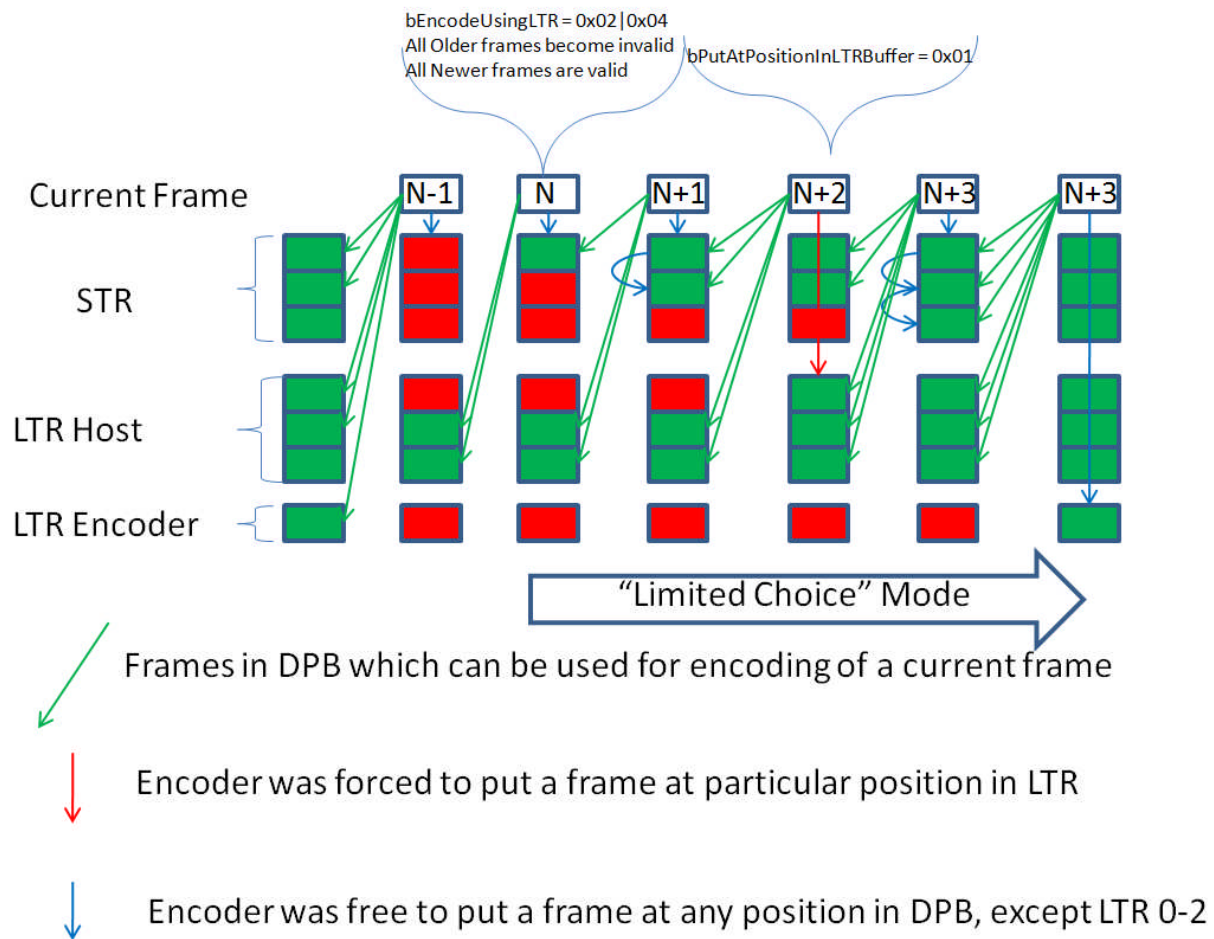 bEncodeUsingLTR = 0x02|0x04
All Older frames become invalid
All Newer frames are valid
bPutAtPositionInLTRBuffer = 0x01
Current Frame
N-1
N
N+1
N+2
N+3
N+3
STR
LTR Host
LTR Encoder
“Limited Choice” Mode
Frames in DPB which can be used for encoding of a current frame
Encoder was forced to put a frame at particular position in LTR
Encoder was free to put a frame at any position in DPB, except LTR 0-2